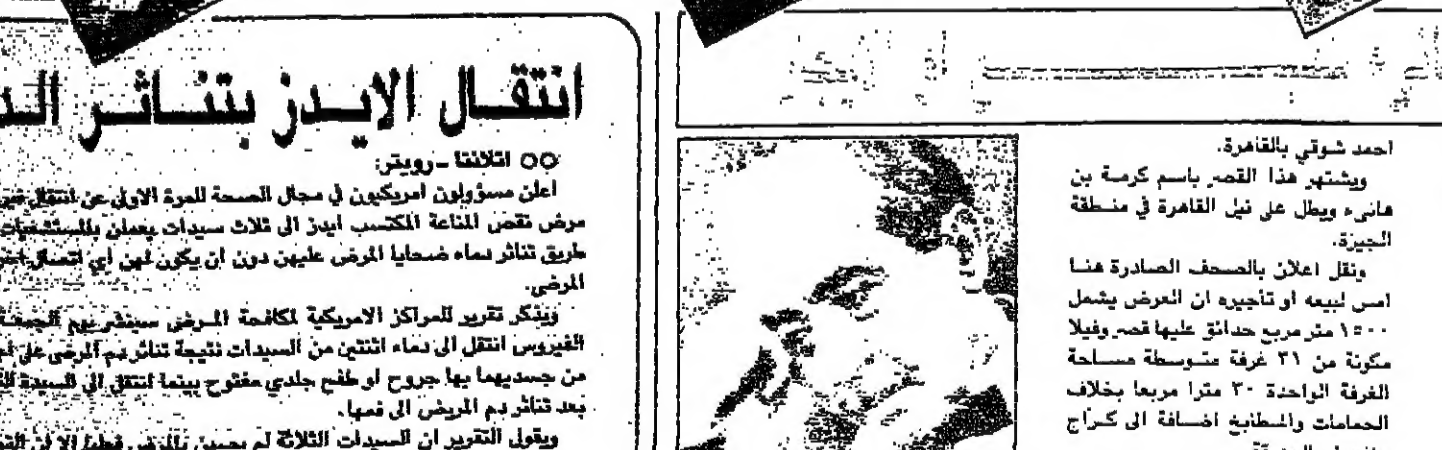 احمد شوقي بالقاهرة.
ويشتهر هذا القصر باسم كرمة بن
هانيء ويطل على نيل القاهرة في منطقة
الجيزة.
ونقل اعلان بالصحف الصادرة هنا
امس لبيعه او تأجيره ان العرض يشمل
١٥٠٠ متر مربع حدائق عليها قصر وفيلا
مكونة من ٣١ غرفة متوسطة مساحة
الغرفة الواحدة ٣٠ مترا مربعا بخلاف
الحمامات والمطابخ اضافة الى كراج
انتقال الايدز بتناثر
○○ اتلانتا ـ رويتر:
اعلن مسؤولون امريكيون في مجال الصحة للمرة الاولى عن انتقال
مرض نقص المناعة المكتسب ايدز الى ثلاث سيدات يعملن بالمستشفيات
طريق تناثر دماء ضحايا المرض عليهن دون ان يكون لهن أي اتصال
المرضى.
ويذكر تقرير للمراكز الامريكية لمكافحة المرض سينشر يوم الجمعة
الفيروس انتقل الى دماء اثنتين من السيدات نتيجة تناثر دم المرضى على
من جسديهما بها جروح او طفح جلدي مفتوح بينما انتقل الى السيدة
بعد تناثر دم المريض الى فمها.
ويقول التقرير ان السيدات الثلاثة لم